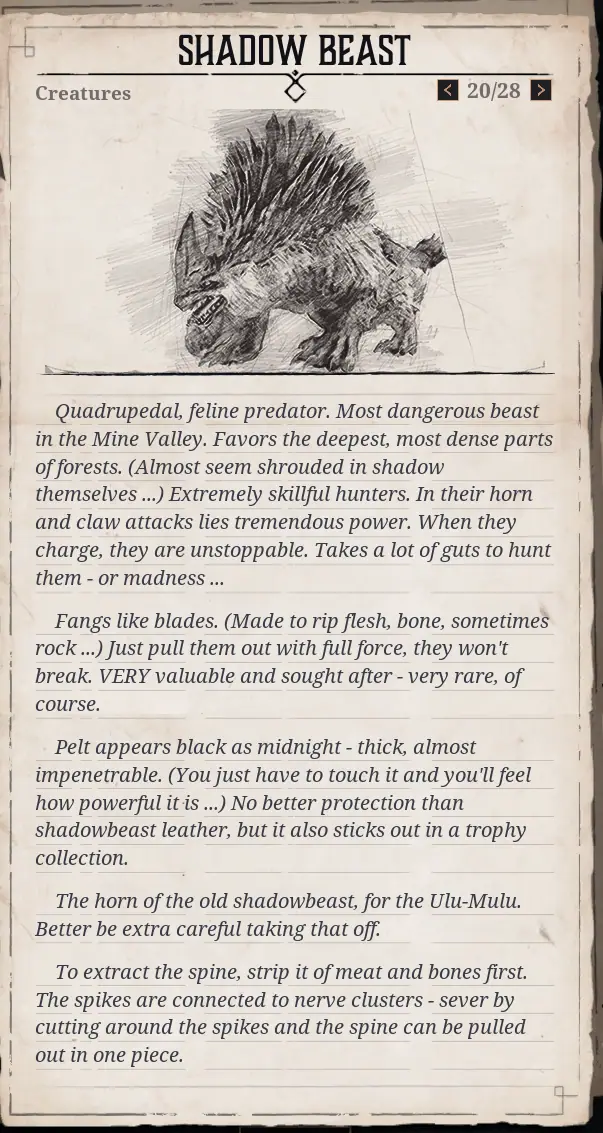 SHADOW BEAST
Creatures
< 20/28 >
Quadrupedal, feline predator. Most dangerous beast
in the Mine Valley. Favors the deepest, most dense parts
of forests. (Almost seem shrouded in shadow
themselves ...) Extremely skillful hunters. In their horn
and claw attacks lies tremendous power. When they
charge, they are unstoppable. Takes a lot of guts to hunt
them - or madness ...
Fangs like blades. (Made to rip flesh, bone, sometimes
rock ...) Just pull them out with full force, they won't
break. VERY valuable and sought after - very rare, of
course.
Pelt appears black as midnight - thick, almost
impenetrable. (You just have to touch it and you'll feel
how powerful it is ...) No better protection than
shadowbeast leather, but it also sticks out in a trophy
collection.
The horn of the old shadowbeast, for the Ulu-Mulu.
Better be extra careful taking that off.
To extract the spine, strip it of meat and bones first.
The spikes are connected to nerve clusters - sever by
cutting around the spikes and the spine can be pulled
out in one piece.